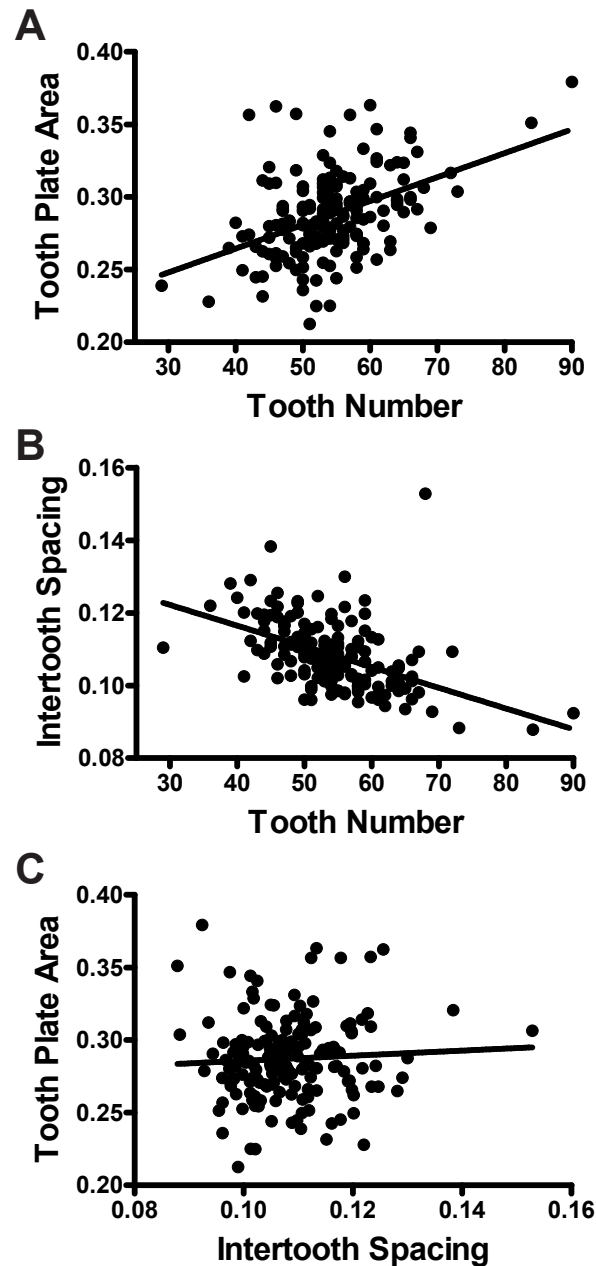 A
0.40
0.35
0.30
0.25
0.20
Tooth Plate Area
30 40 50 60 70 80 90
Tooth Number
B
0.16
0.14
0.12
0.10
0.08
Intertooth Spacing
30 40 50 60 70 80 90
Tooth Number
C
0.40
0.35
0.30
0.25
0.20
Tooth Plate Area
0.08 0.10 0.12 0.14 0.16
Intertooth Spacing